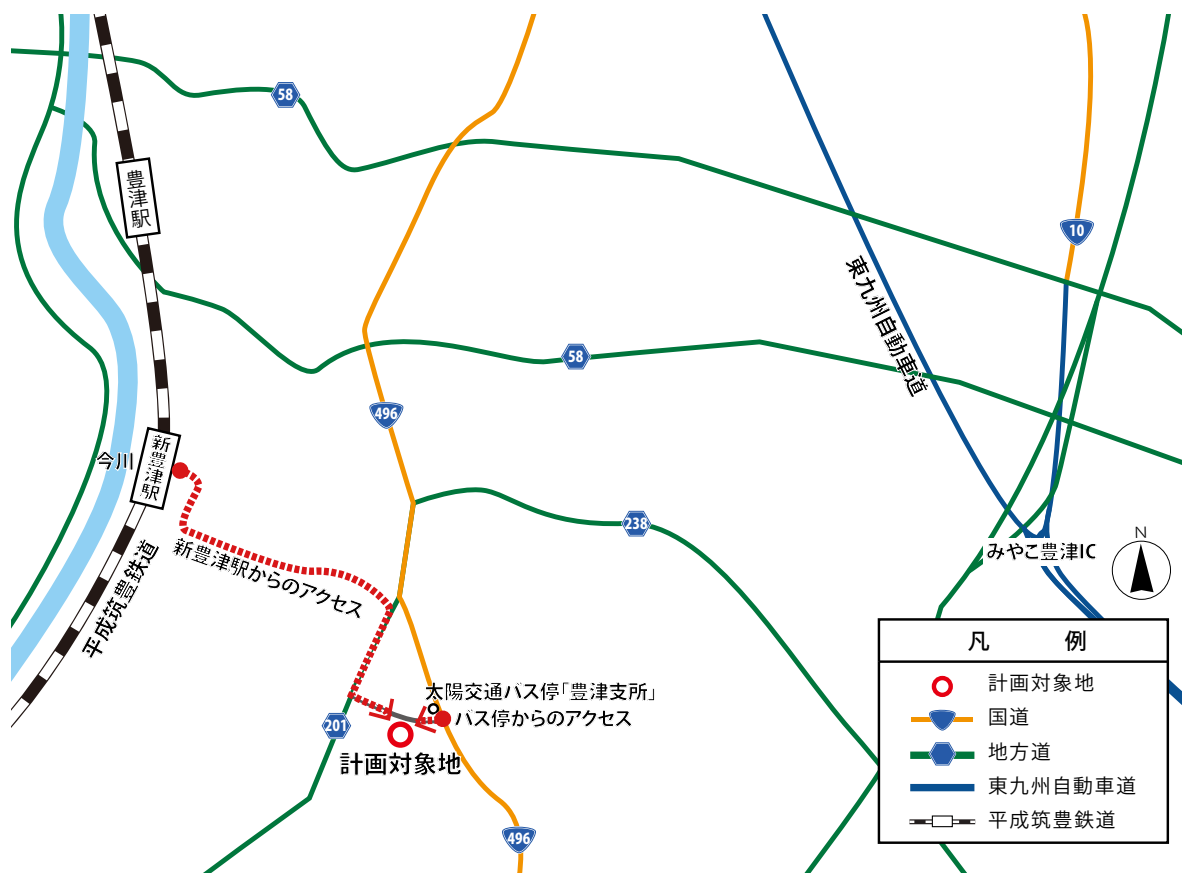 58
豊津駅
10
東九州自動車道
58
496
新豊津駅
今川
238
新豊津駅からのアクセス
平成筑豊鉄道
みやこ豊津IC
N
太陽交通バス停「豊津支所」
バス停からのアクセス
201
計画対象地
496
凡 例
計画対象地
国道
地方道
東九州自動車道
平成筑豊鉄道